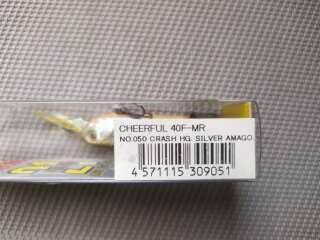 CHEERFUL 40F-MR
NO.050 CRASH HG. SILVER AMAGO
4 571115 309051